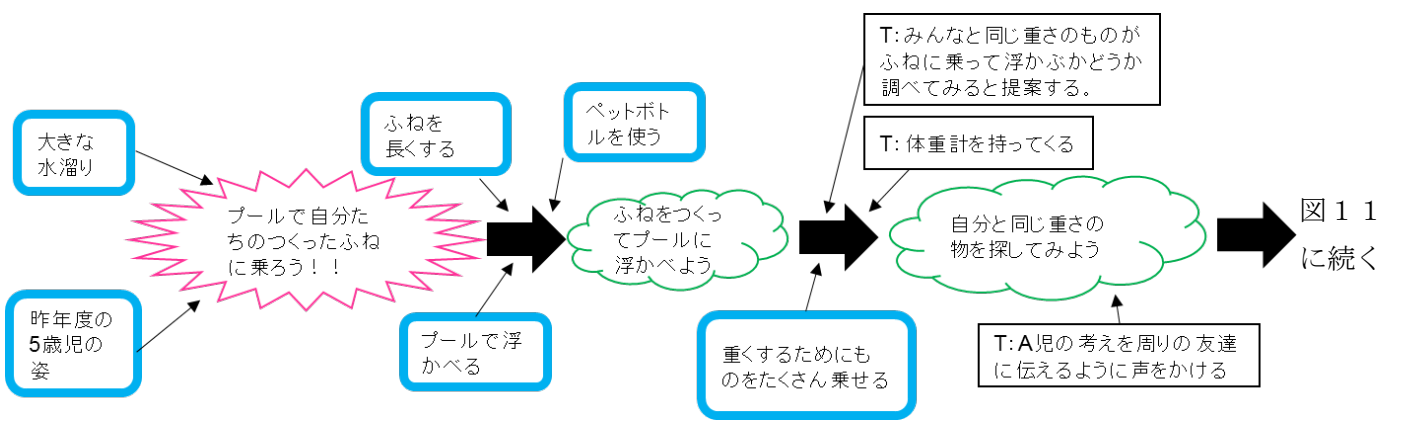 大きな
水溜り
昨年度の
5歳児の
姿
プールで自分た
ちのつくったふね
に乗ろう！！
ふねを
長くする
ペットボト
ルを使う
プールで浮
かべる
ふねをつくっ
てプールに
浮かべよう
T：みんなと同じ重さのものが
ふねに乗って浮かぶかどうか
調べてみると提案する。
T：体重計を持ってくる
重くするためにも
のをたくさん乗せる
自分と同じ重さの
物を探してみよう
T：A児の考えを周りの友達
に伝えるように声をかける
図１１
に続く